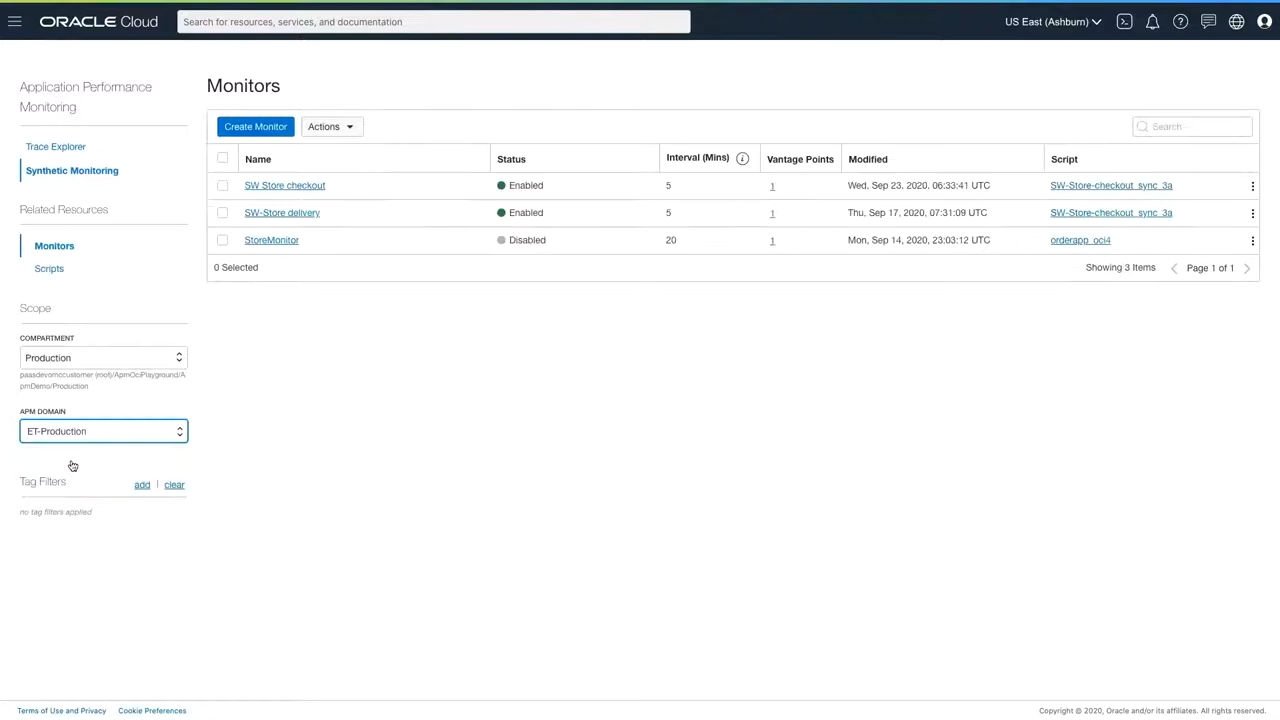 ORACLE Cloud
Search for resources, services, and documentation
US East (Ashburn)
Application Performance
Monitoring
Trace Explorer
Synthetic Monitoring
Related Resources
Monitors
Scripts
Scope
COMPARTMENT
Production
paasdevomccustomer (root)/ApmOciPlayground/A
pmDemo/Production
APM DOMAIN
ET-Production
Tag Filters
add | clear
no tag filters applied
Monitors
Create Monitor
Actions
Search
Name Status Interval (Mins) i Vantage Points Modified Script
SW Store checkout Enabled 5 1 Wed, Sep 23, 2020, 06:33:41 UTC SW-Store-checkout_sync_3a
SW-Store delivery Enabled 5 1 Thu, Sep 17, 2020, 07:31:09 UTC SW-Store-checkout_sync_3a
StoreMonitor Disabled 20 1 Mon, Sep 14, 2020, 23:03:12 UTC orderapp_oci4
0 Selected
Showing 3 Items
Page 1 of 1
Terms of Use and Privacy
Cookie Preferences
Copyright © 2020, Oracle and/or its affiliates. All rights reserved.